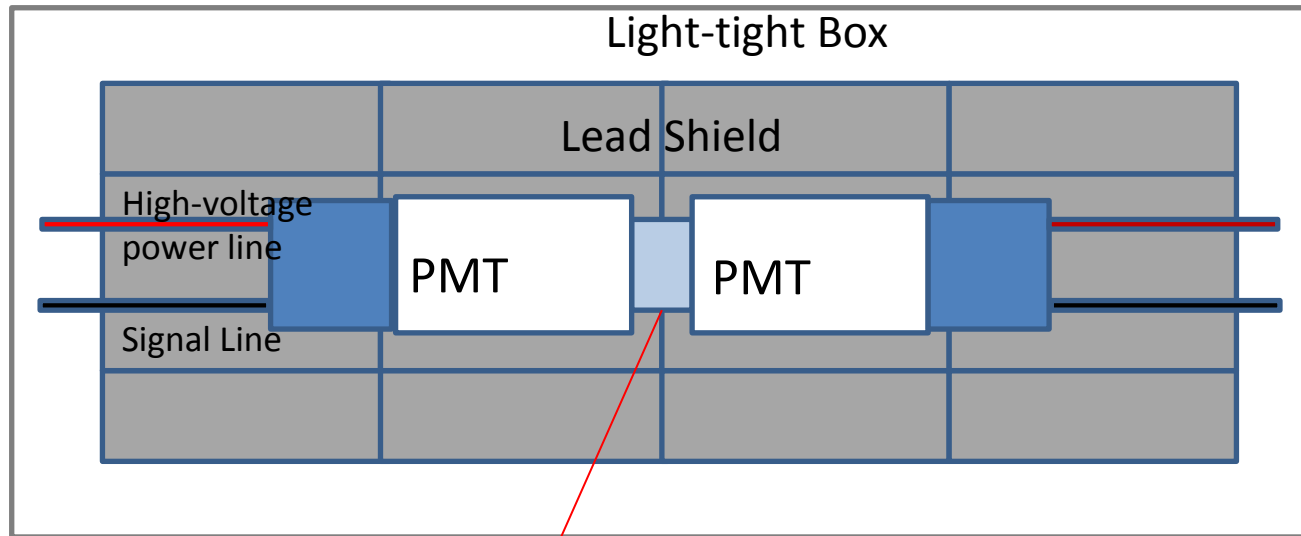 Light-tight Box
Lead Shield
High-voltage
power line
PMT
PMT
Signal Line